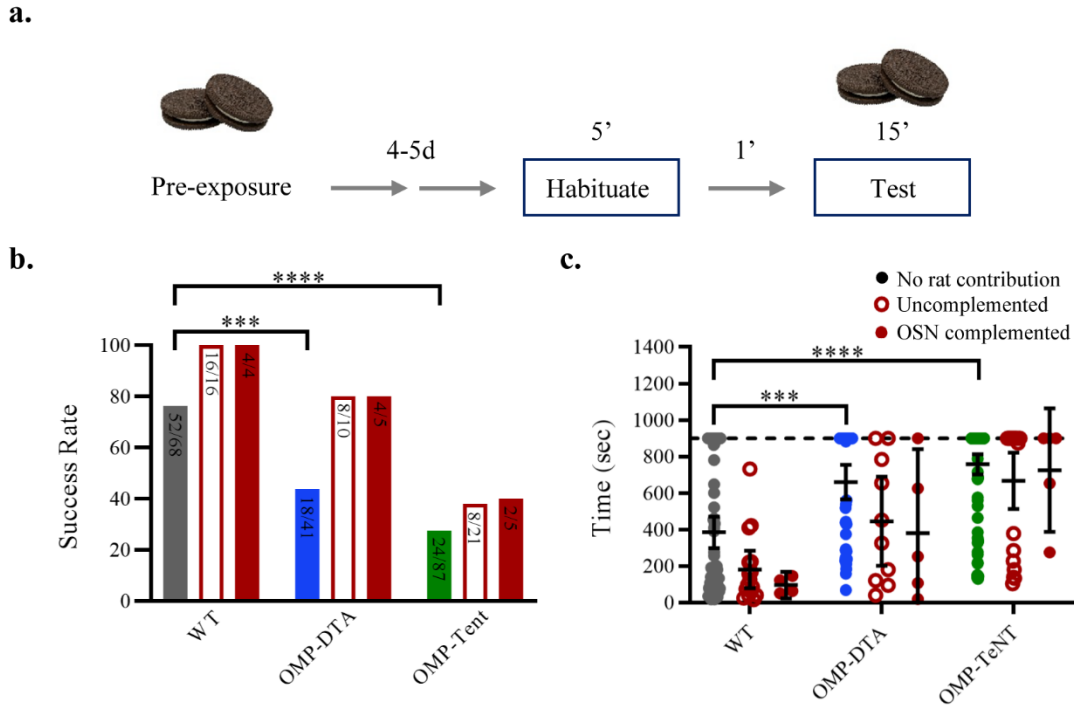 a.
4-5d
5’
1’
15’
Pre-exposure
Habituate
Test
b.
****
***
Success Rate
100
80
60
40
20
0
52/68
16/16
4/4
18/41
8/10
4/5
24/87
8/21
2/5
WT
OMP-DTA
OMP-Tent
c.
No rat contribution
Uncomplemented
OSN complemented
****
***
Time (sec)
1400
1200
1000
800
600
400
200
0
WT
OMP-DTA
OMP-TeNT